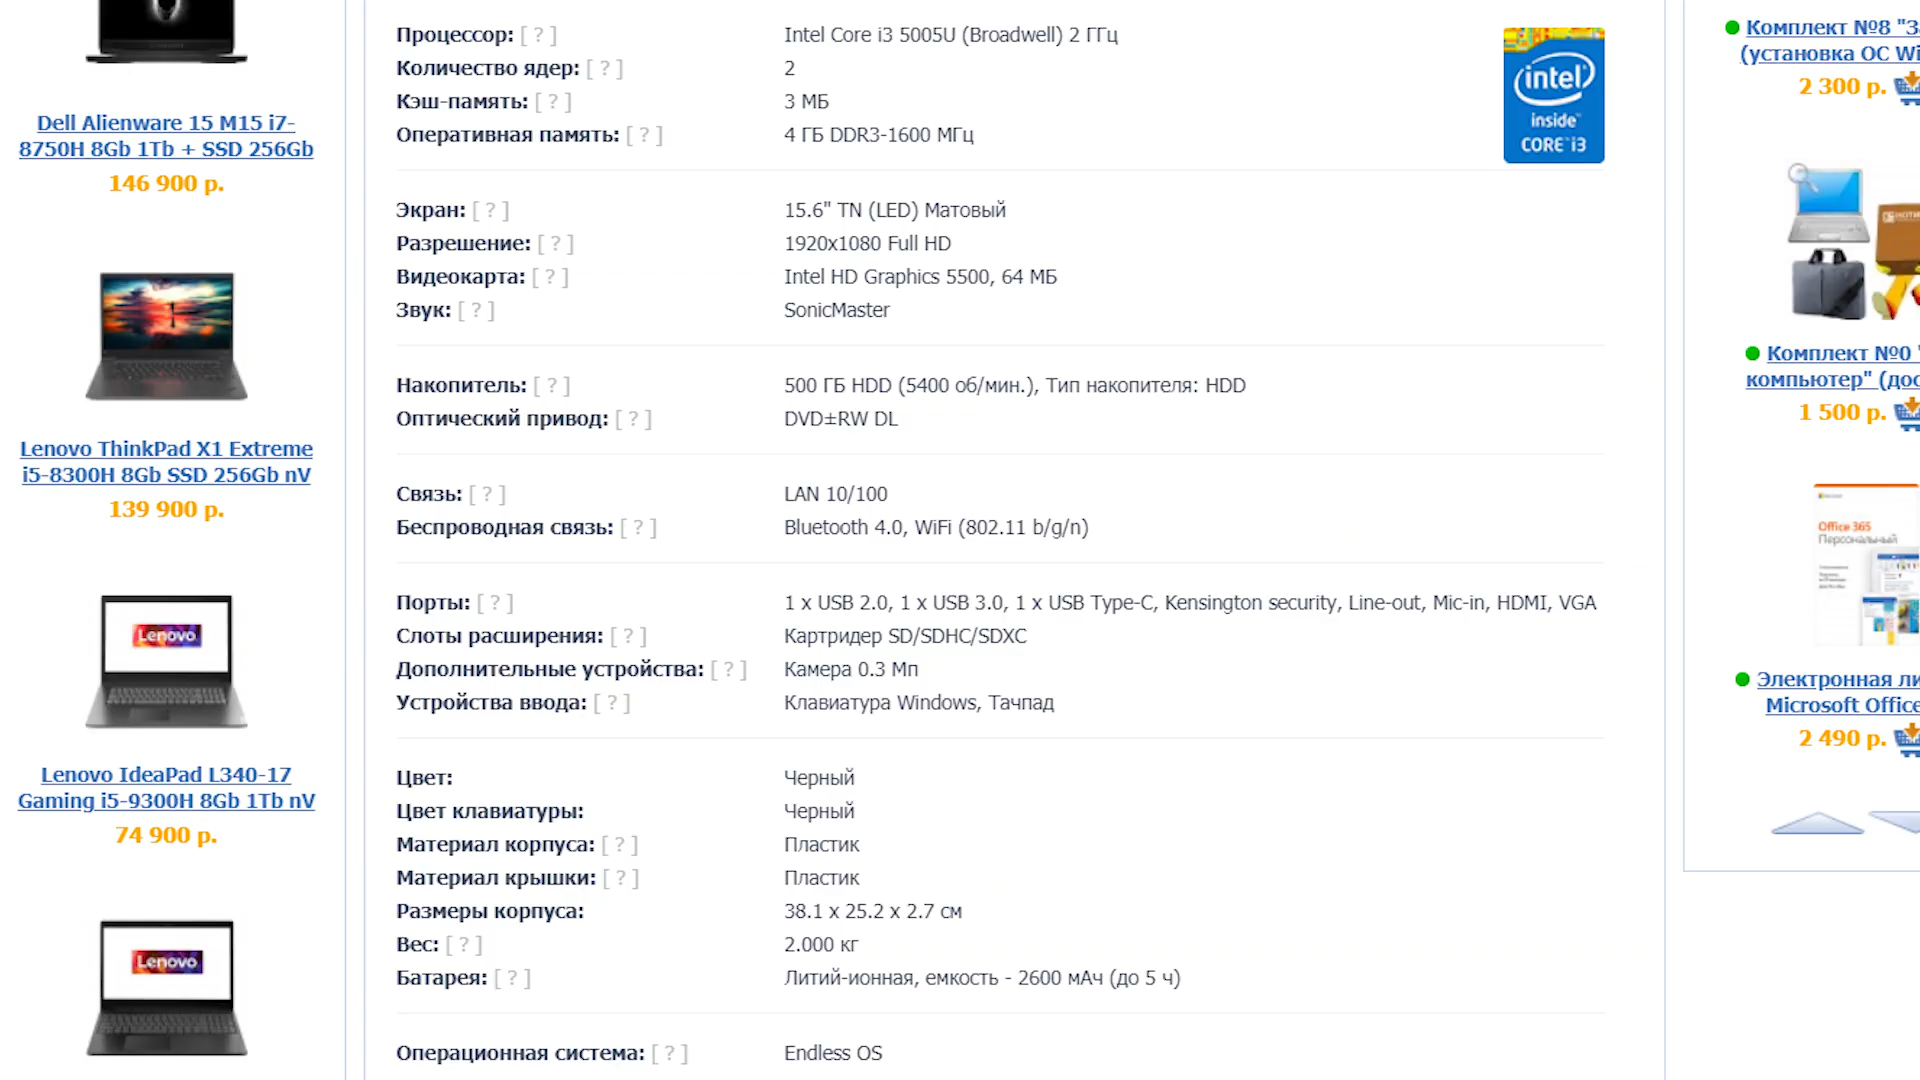 Dell Alienware 15 M15 i7-
8750H 8Gb 1Tb + SSD 256Gb
146 900 р.
Lenovo ThinkPad X1 Extreme
i5-8300H 8Gb SSD 256Gb nV
139 900 р.
Lenovo
Lenovo IdeaPad L340-17
Gaming i5-9300H 8Gb 1Tb nV
74 900 р.
Lenovo
Процессор: [ ? ] Intel Core i3 5005U (Broadwell) 2 ГГц
Количество ядер: [ ? ] 2
Кэш-память: [ ? ] 3 МБ
Оперативная память: [ ? ] 4 ГБ DDR3-1600 МГц
intel
inside
CORE i3
Экран: [ ? ] 15.6" TN (LED) Матовый
Разрешение: [ ? ] 1920x1080 Full HD
Видеокарта: [ ? ] Intel HD Graphics 5500, 64 МБ
Звук: [ ? ] SonicMaster
Накопитель: [ ? ] 500 ГБ HDD (5400 об/мин.), Тип накопителя: HDD
Оптический привод: [ ? ] DVD±RW DL
Связь: [ ? ] LAN 10/100
Беспроводная связь: [ ? ] Bluetooth 4.0, WiFi (802.11 b/g/n)
Порты: [ ? ] 1 x USB 2.0, 1 x USB 3.0, 1 x USB Type-C, Kensington security, Line-out, Mic-in, HDMI, VGA
Слоты расширения: [ ? ] Картридер SD/SDHC/SDXC
Дополнительные устройства: [ ? ] Камера 0.3 Мп
Устройства ввода: [ ? ] Клавиатура Windows, Тачпад
Цвет: Черный
Цвет клавиатуры: Черный
Материал корпуса: [ ? ] Пластик
Материал крышки: [ ? ] Пластик
Размеры корпуса: 38.1 x 25.2 x 2.7 см
Вес: [ ? ] 2.000 кг
Батарея: [ ? ] Литий-ионная, емкость - 2600 мАч (до 5 ч)
Операционная система: [ ? ] Endless OS
Комплект №8 "З
(установка ОС Wi
2 300 р.
Комплект №0 "
компьютер" (дос
1 500 р.
Office 365
Персональный
Электронная ли
Microsoft Office
2 490 р.